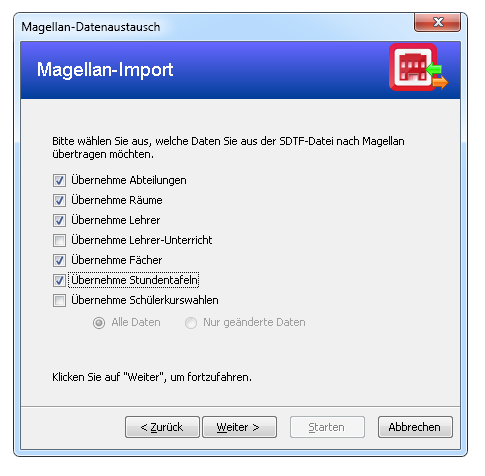 Magellan-Datenaustausch
Magellan-Import
Bitte wählen Sie aus, welche Daten Sie aus der SDTF-Datei nach Magellan
übertragen möchten.
Übernehme Abteilungen
Übernehme Räume
Übernehme Lehrer
Übernehme Lehrer-Unterricht
Übernehme Fächer
Übernehme Stundentafeln
Übernehme Schülerkurswahlen
Alle Daten Nur geänderte Daten
Klicken Sie auf "Weiter", um fortzufahren.
< Zurück Weiter > Starten Abbrechen